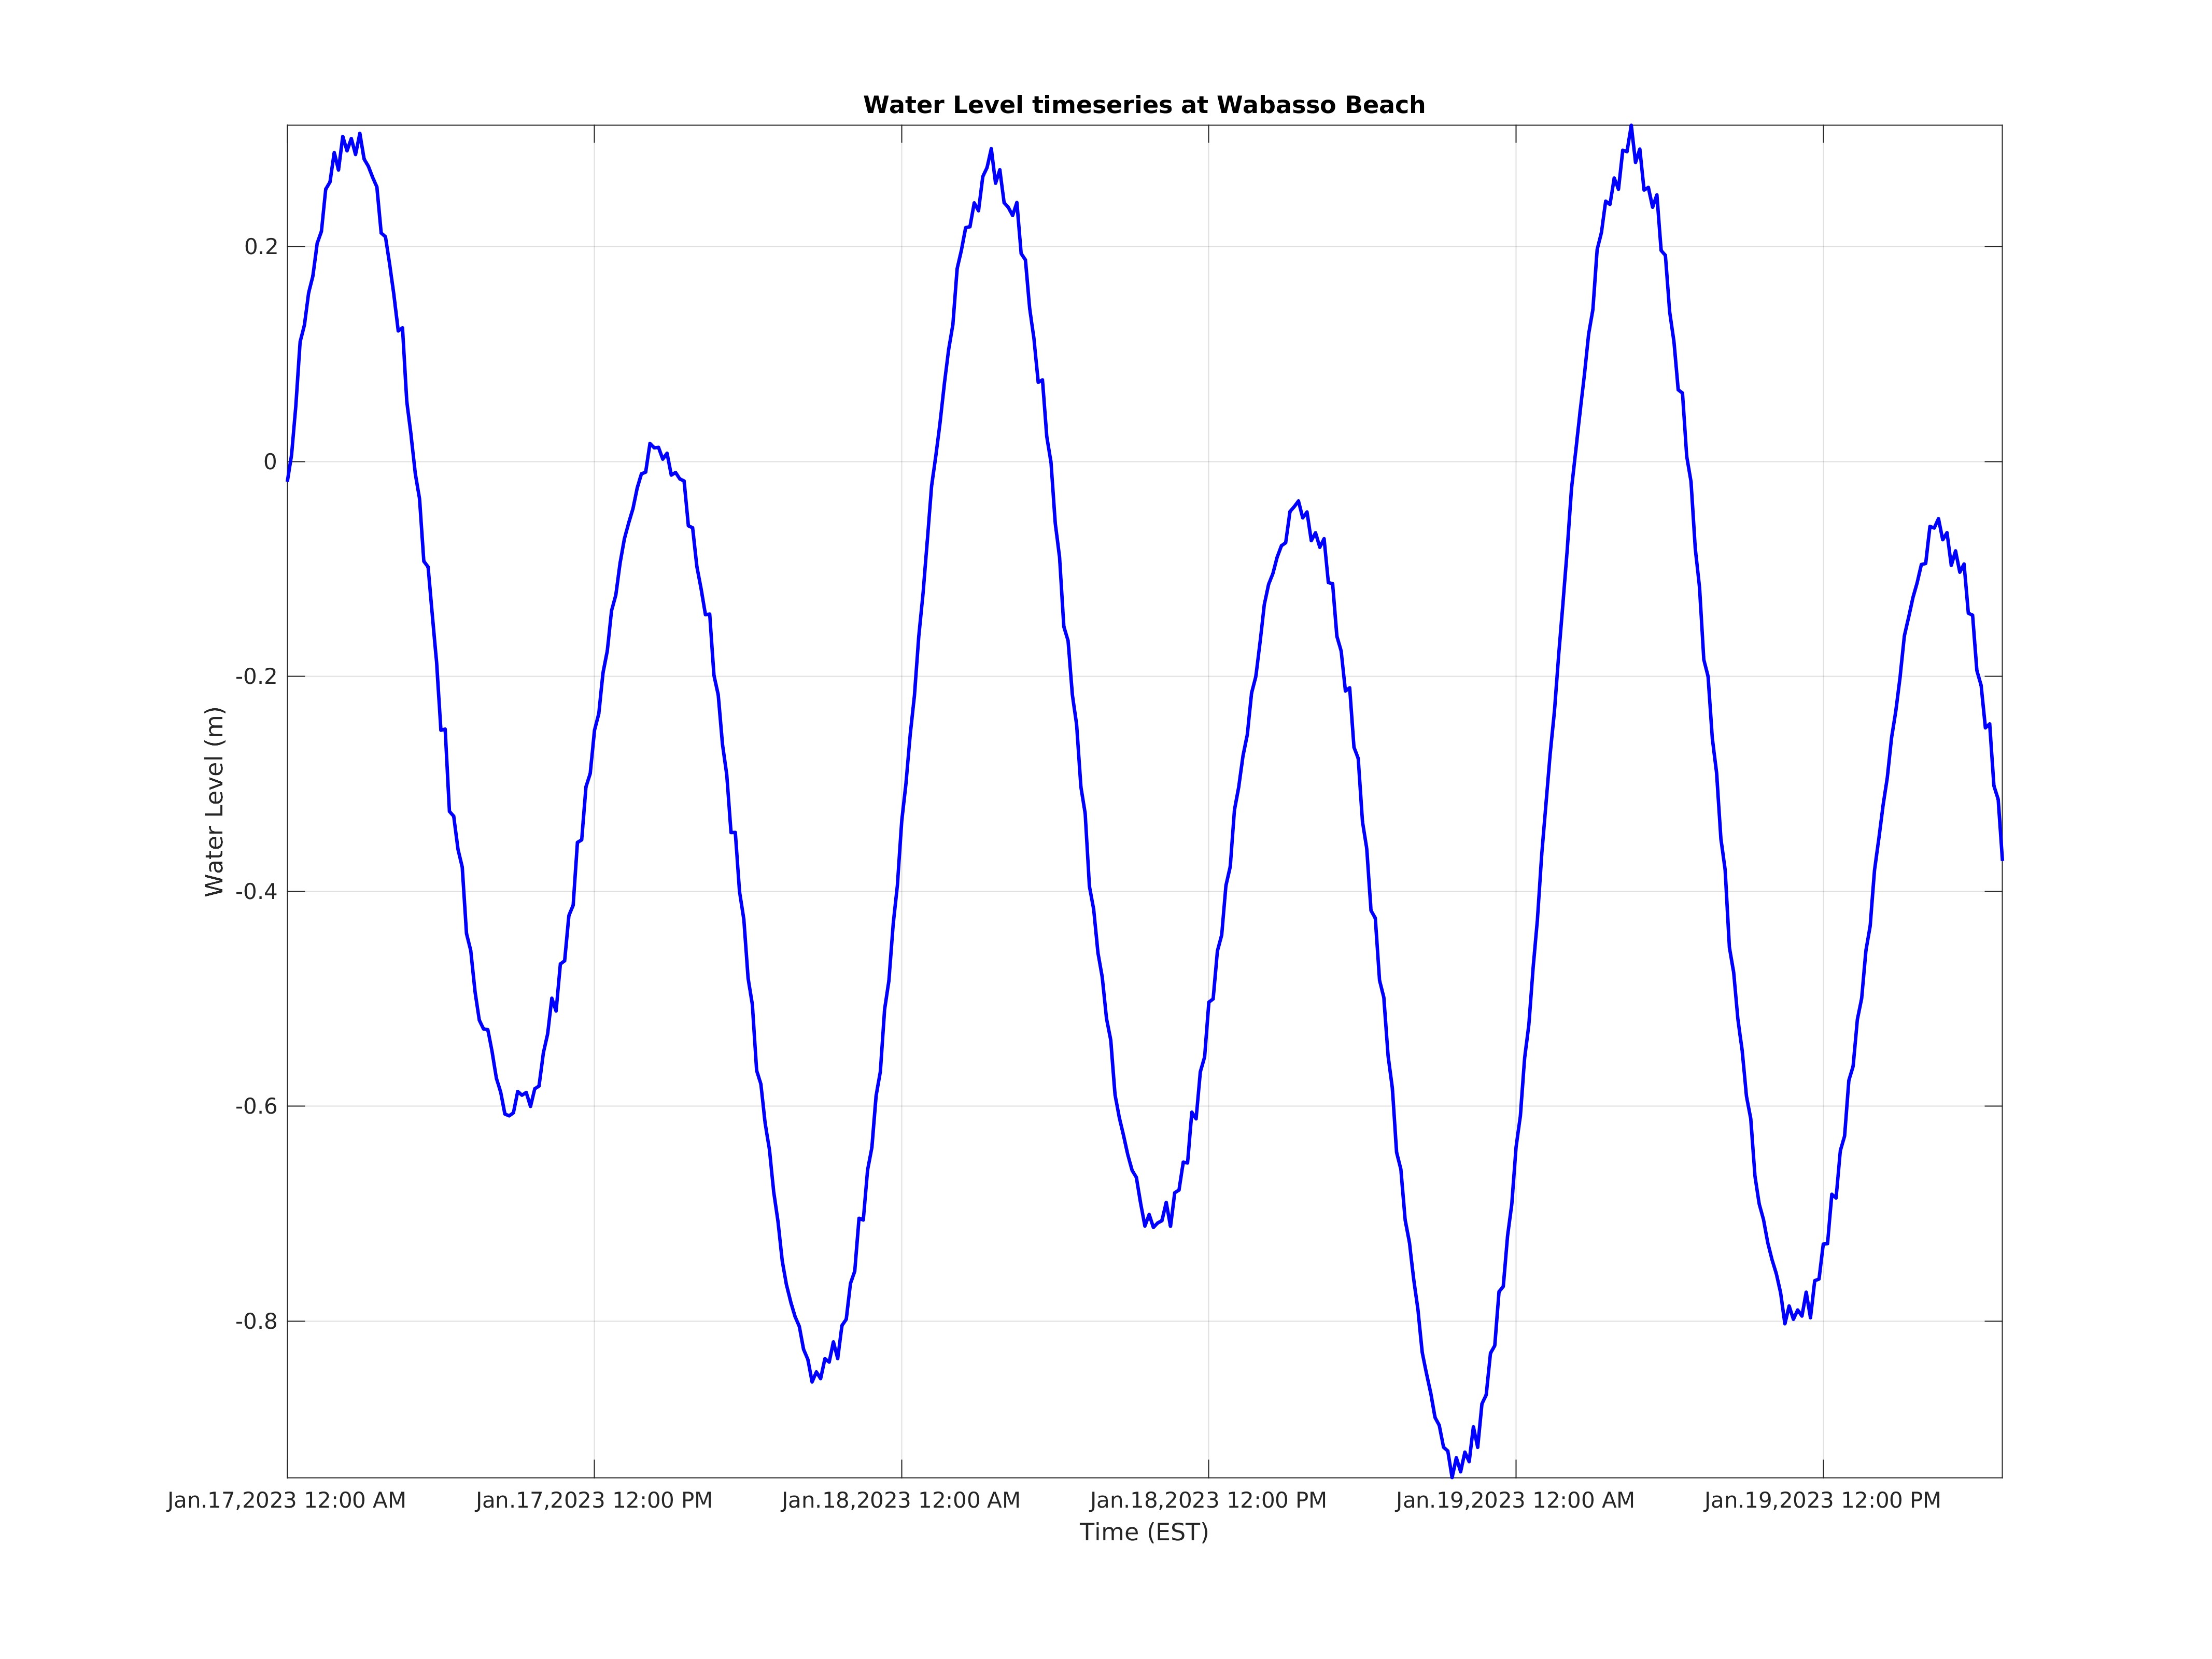 Water Level timeseries at Wabasso Beach
0.2
0
-0.2
-0.4
-0.6
-0.8
Water Level (m)
Jan.17,2023 12:00 AM Jan.17,2023 12:00 PM Jan.18,2023 12:00 AM Jan.18,2023 12:00 PM Jan.19,2023 12:00 AM Jan.19,2023 12:00 PM
Time (EST)